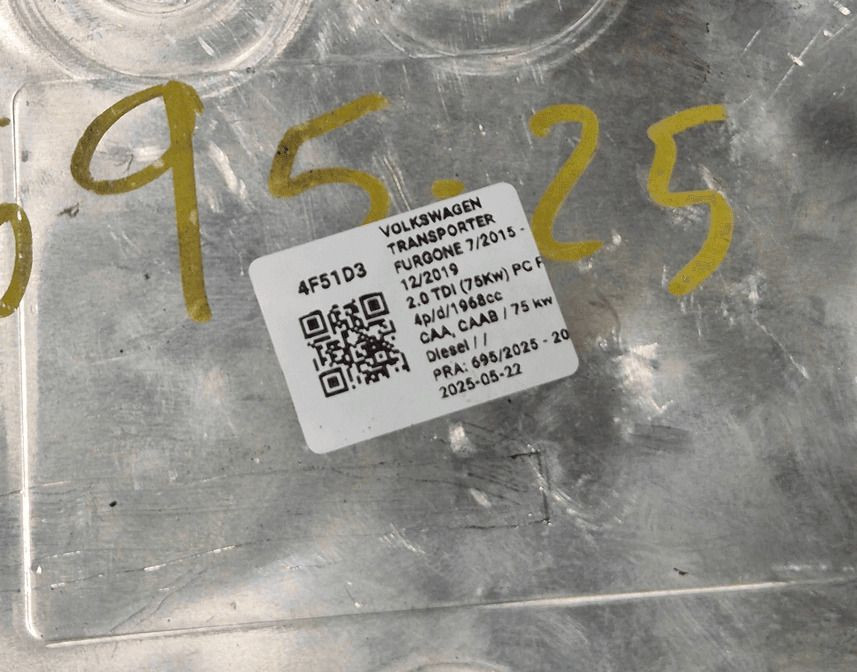 95.25
4F51D3
VOLKSWAGEN
TRANSPORTER
FURGONE 7/2015 -
12/2019
2.0 TDI (75Kw) PC F
4p/d/1968cc
CAA, CAAB / 75 kw
Diesel / /
PRA: 695/2025 - 20
2025-05-22